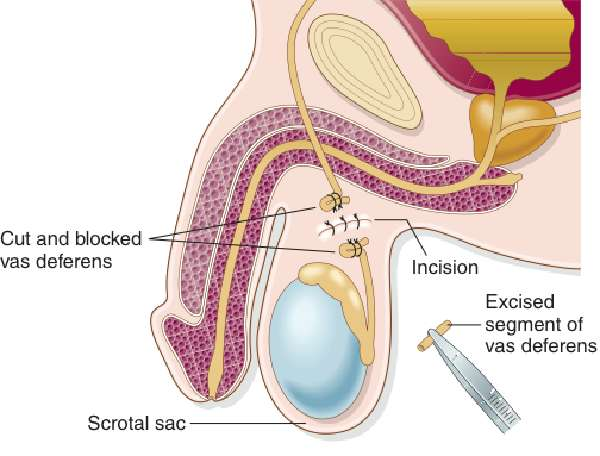 Cut and blocked
vas deferens
Incision
Excised
segment of
vas deferens
Scrotal sac